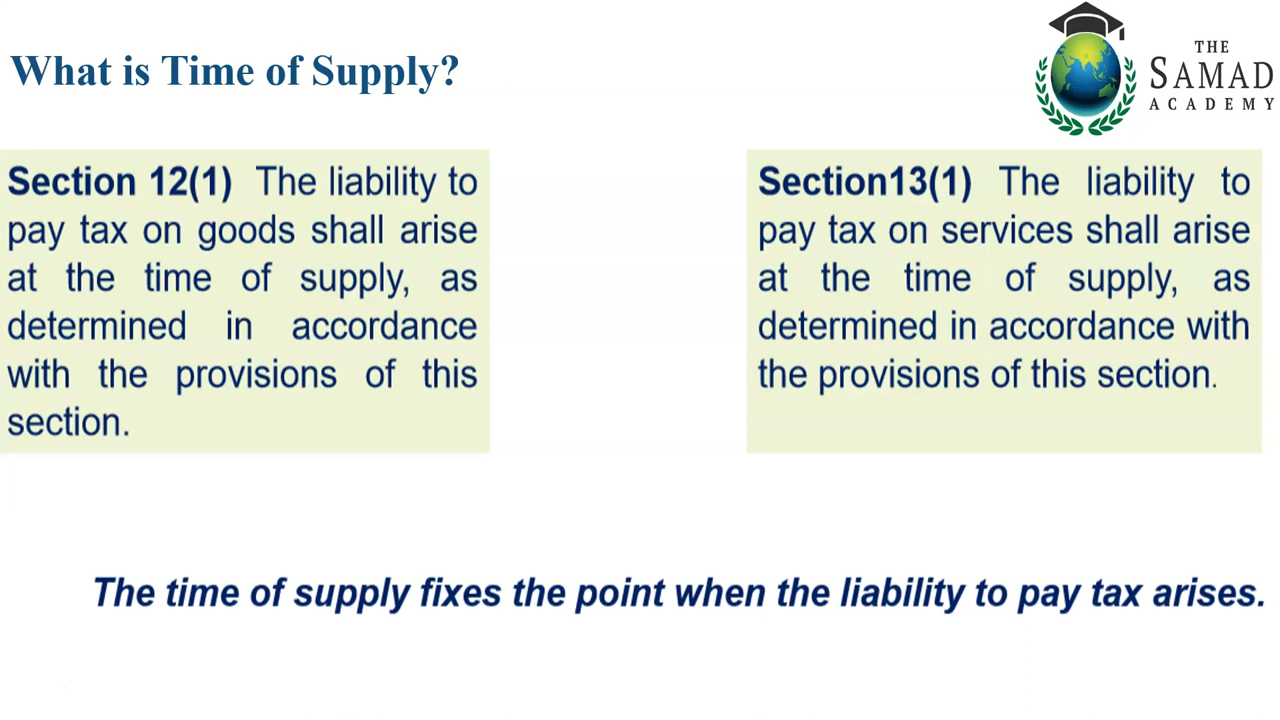 What is Time of Supply?
THE
SAMAD
ACADEMY
Section 12(1) The liability to
pay tax on goods shall arise
at the time of supply, as
determined in accordance
with the provisions of this
section.
Section13(1) The liability to
pay tax on services shall arise
at the time of supply, as
determined in accordance with
the provisions of this section.
The time of supply fixes the point when the liability to pay tax arises.